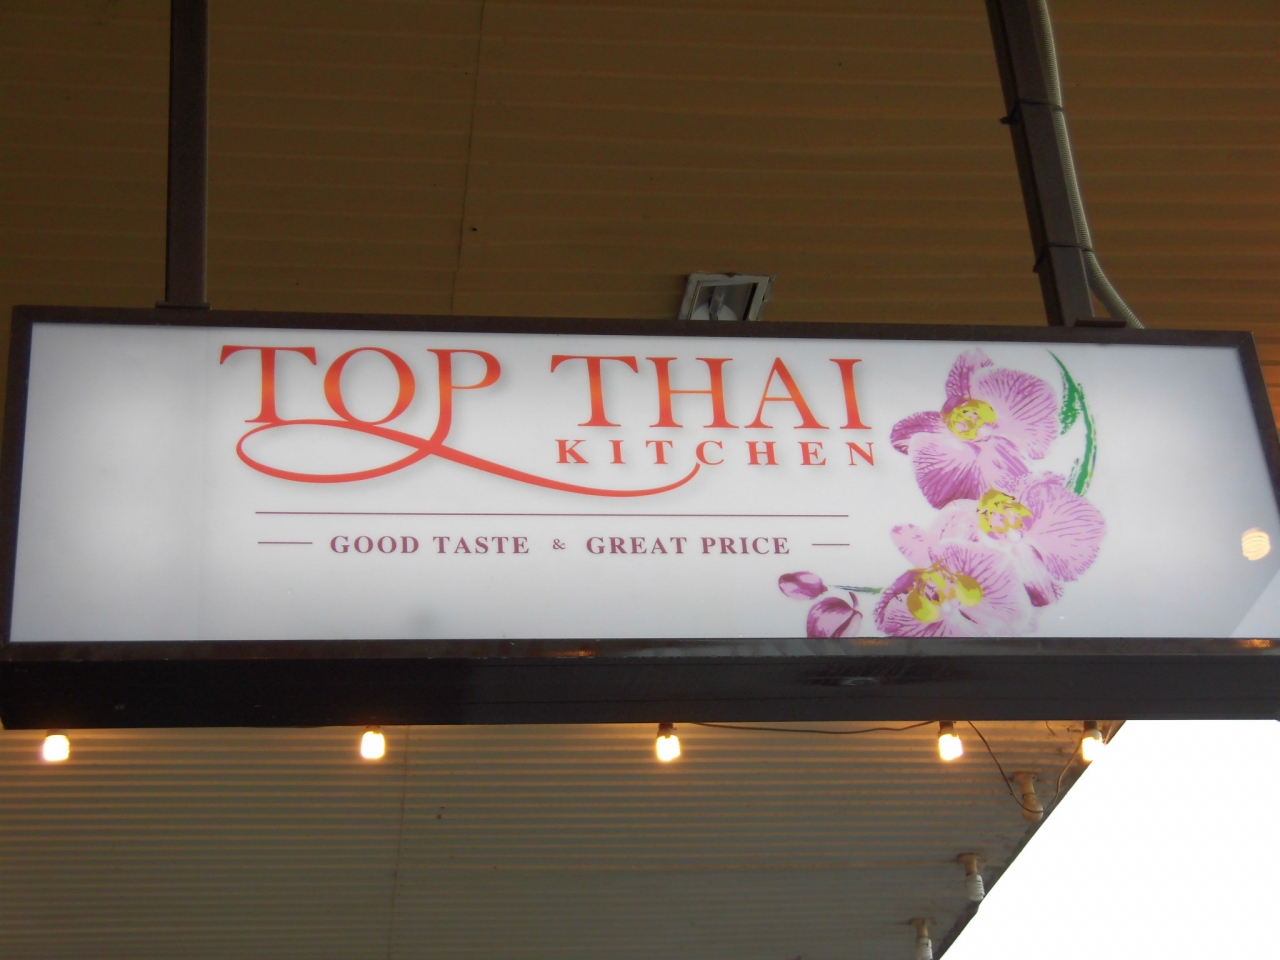 TOP THAI
KITCHEN
GOOD TASTE & GREAT PRICE